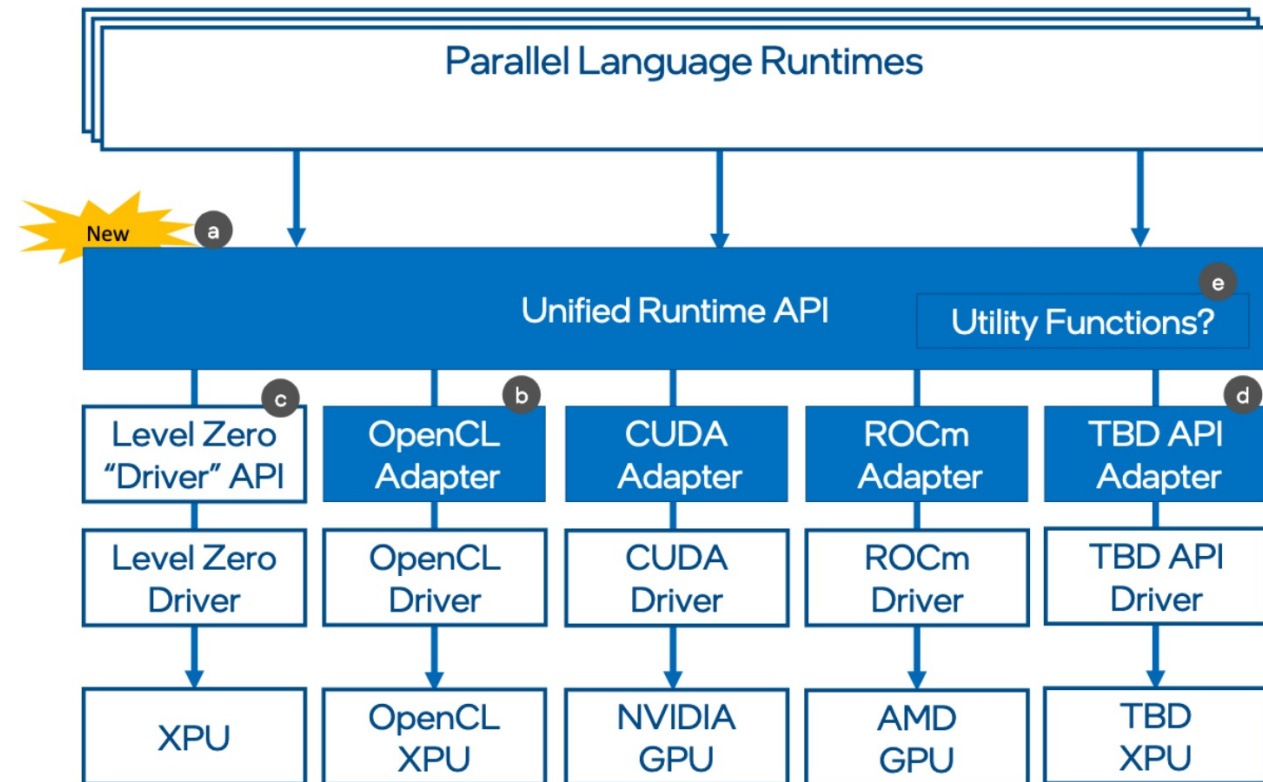 Parallel Language Runtimes
New
a
Unified Runtime API
e
Utility Functions?
c
Level Zero
“Driver” API
b
OpenCL
Adapter
CUDA
Adapter
ROCm
Adapter
d
TBD API
Adapter
Level Zero
Driver
OpenCL
Driver
CUDA
Driver
ROCm
Driver
TBD API
Driver
XPU
OpenCL
XPU
NVIDIA
GPU
AMD
GPU
TBD
XPU